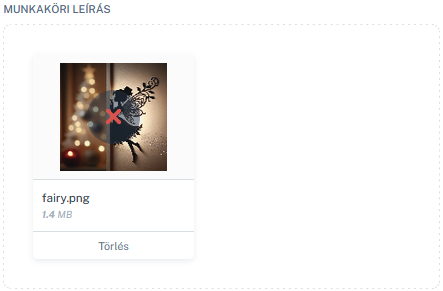 MUNKAKÖRI LEÍRÁS
fairy.png
1.4 MB
Törlés